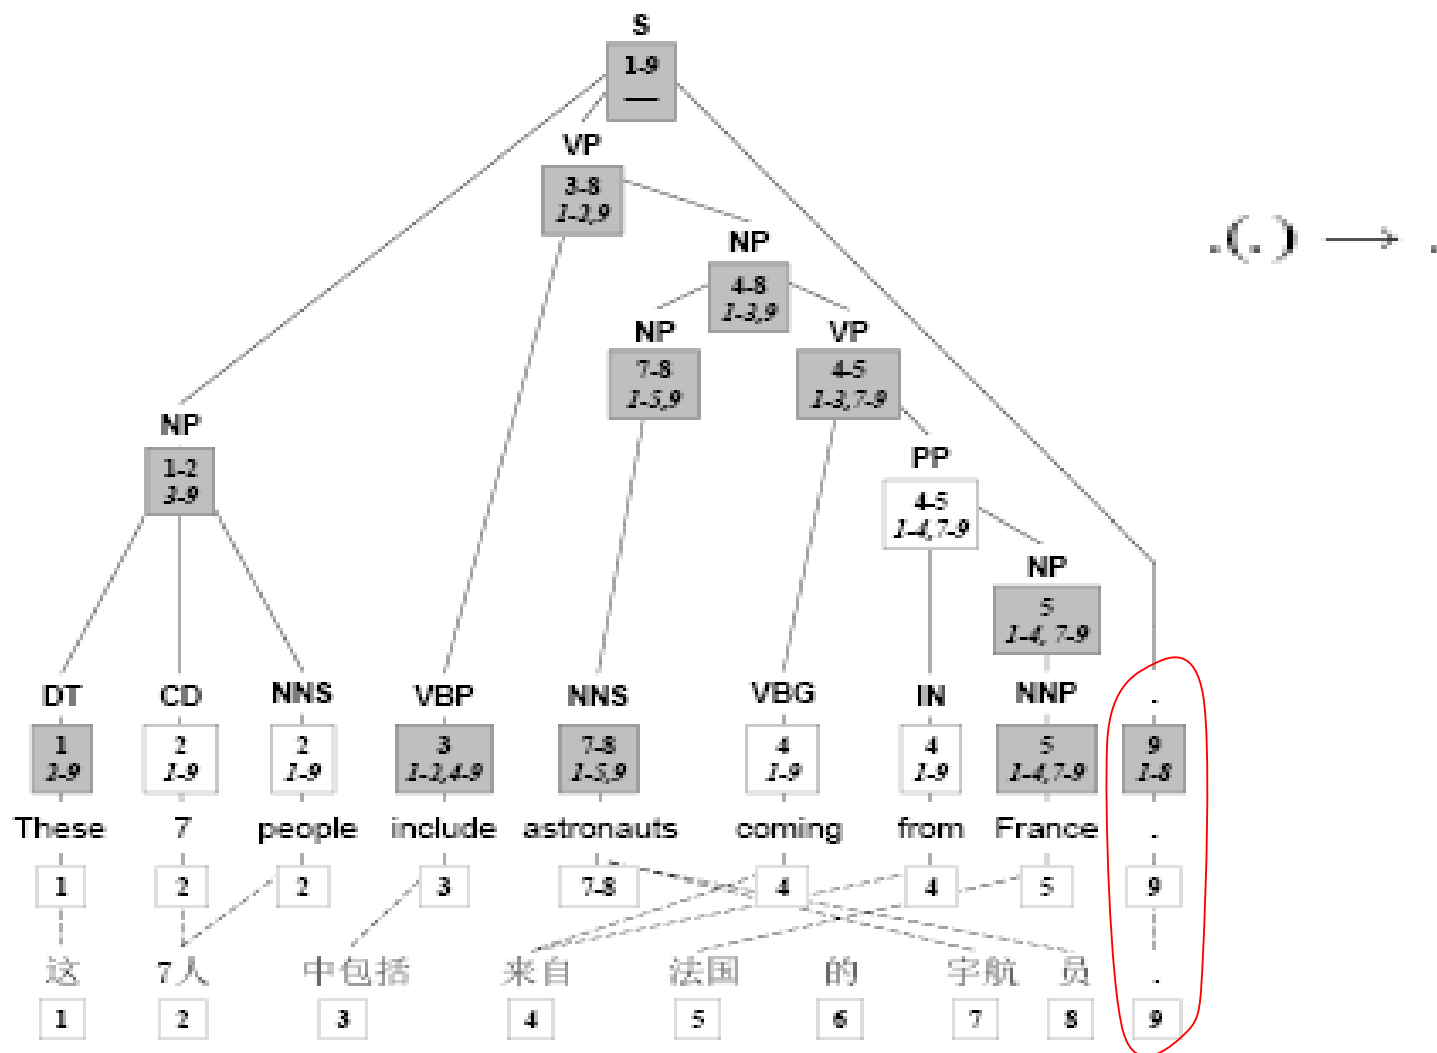 S
1-9
VP
3-8
1-2,9
.(.) → .
NP
4-8
1-3,9
NP VP
7-8 4-5
1-5,9 1-3,7-9
NP
1-2
3-9
PP
4-5
1-4,7-9
NP
5
1-4, 7-9
DT CD NNS VBP NNS VBG IN NNP .
1 2 2 3 7-8 4 4 5 9
2-9 1-9 1-9 1-2,4-9 1-5,9 1-9 1-9 1-4,7-9 1-8
These 7 people include astronauts coming from France .
1 2 2 3 7-8 4 4 5 9
这 7人 中包括 来自 法国 的 宇航 员 .
1 2 3 4 5 6 7 8 9